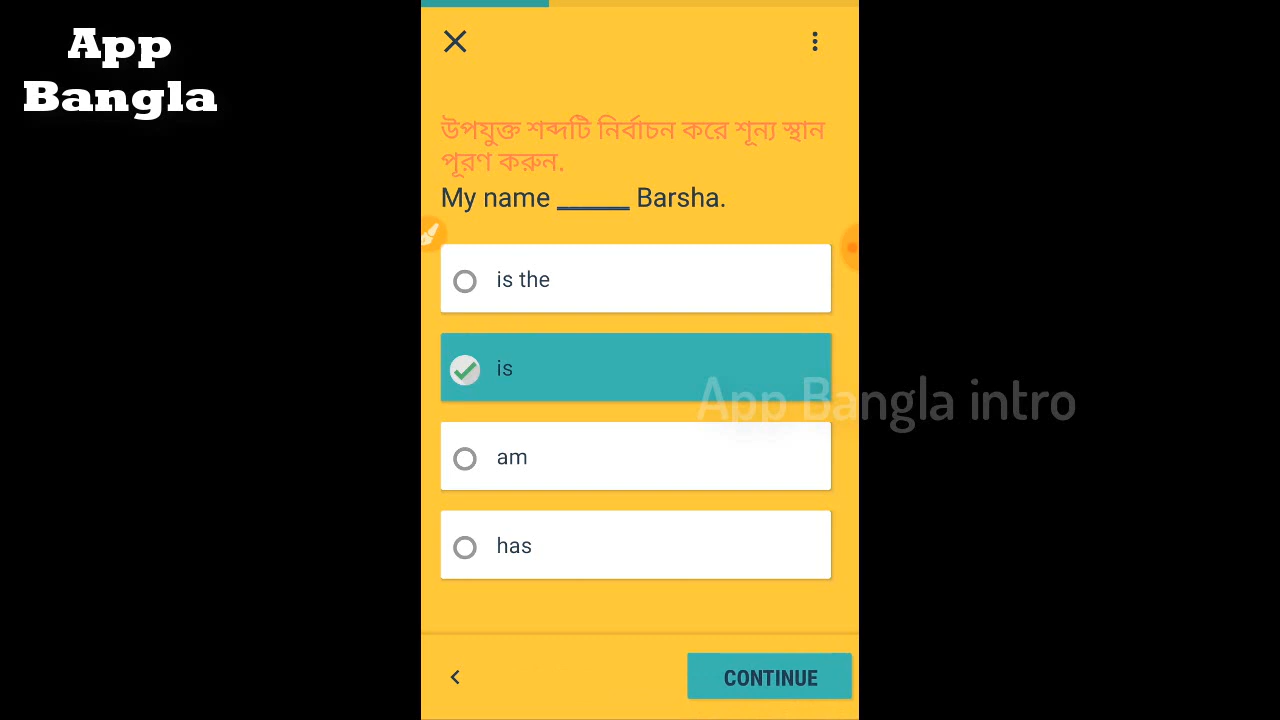 App
Bangla
উপযুক্ত শব্দটি নির্বাচন করে শূন্য স্থান
পূরণ করুন.
My name ______ Barsha.
is the
is
App Bangla intro
am
has
CONTINUE